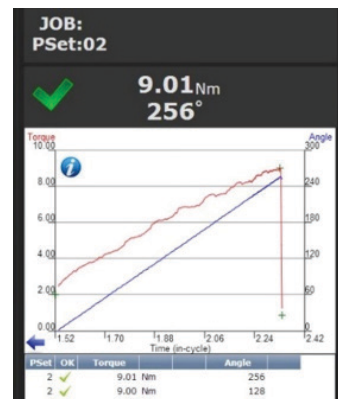 JOB:
PSet:02
9.01Nm
256°
Torque
Angle
10.00
300
8.00
240
6.00
180
4.00
120
2.00
60
0.00
0
1.52 1.70 1.88 2.06 2.24 2.42
Time (in-cycle)
PSet OK Torque Angle
2 9.01 Nm 256
2 9.00 Nm 128